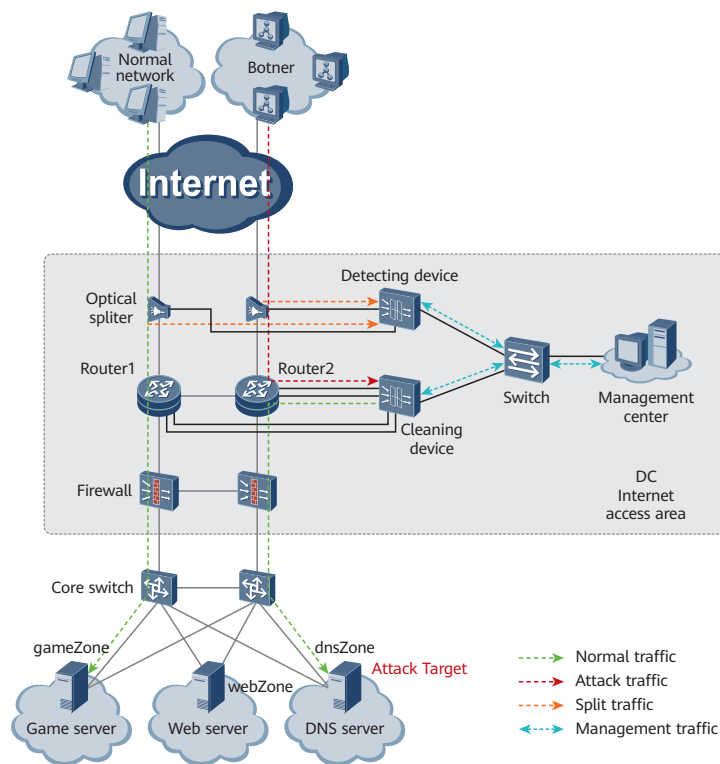 Normal
network
Botner
Internet
Detecting device
Optical
spliter
Router1
Router2
Switch
Management
center
Cleaning
device
Firewall
DC
Internet
access area
Core switch
gameZone
dnsZone
Attack Target
webZone
Game server
Web server
DNS server
Normal traffic
Attack traffic
Split traffic
Management traffic